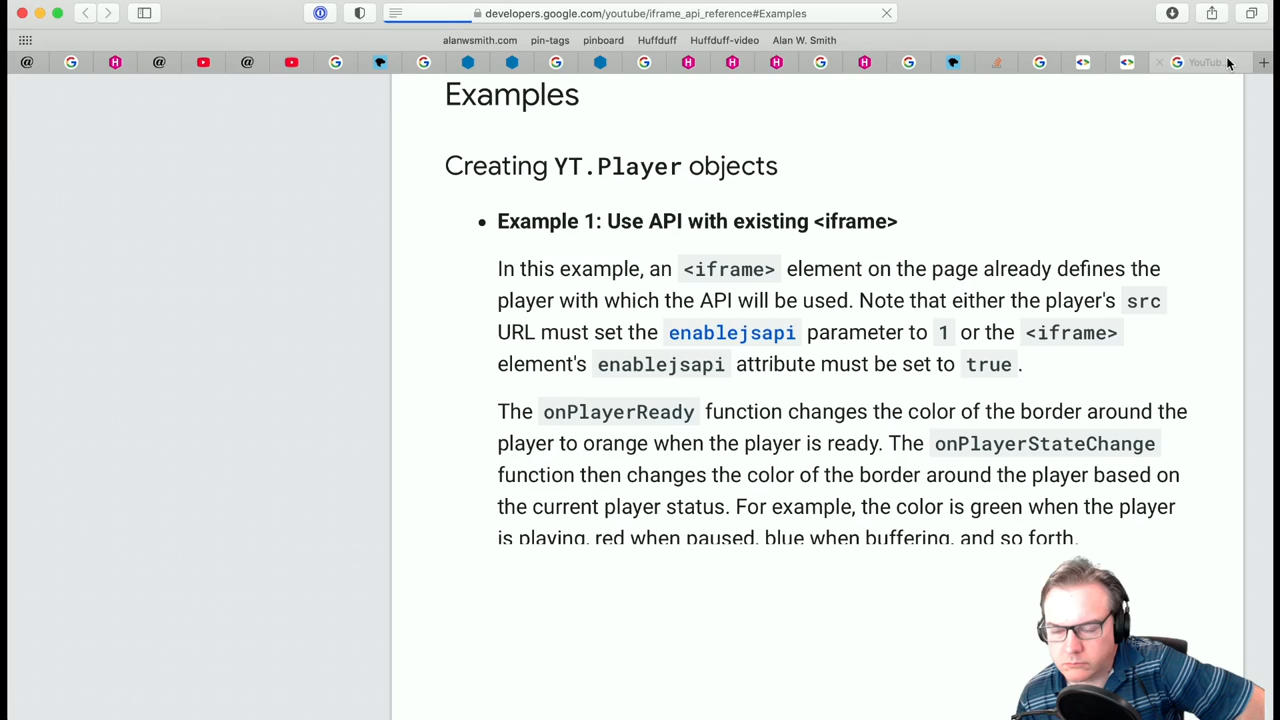 developers.google.com/youtube/iframe_api_reference#Examples
alanwsmith.com pin-tags pinboard Huffduff Huffduff-video Alan W. Smith
YouTub
Examples
Creating YT.Player objects
• Example 1: Use API with existing <iframe>
In this example, an <iframe> element on the page already defines the
player with which the API will be used. Note that either the player's src
URL must set the enablejsapi parameter to 1 or the <iframe>
element's enablejsapi attribute must be set to true.
The onPlayerReady function changes the color of the border around the
player to orange when the player is ready. The onPlayerStateChange
function then changes the color of the border around the player based on
the current player status. For example, the color is green when the player
is playing, red when paused, blue when buffering, and so forth.